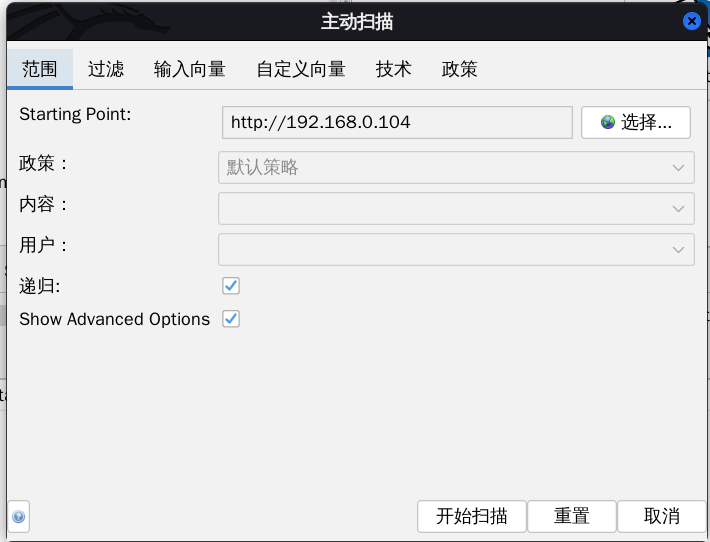 主动扫描
范围 过滤 输入向量 自定义向量 技术 政策
Starting Point: http://192.168.0.104 选择...
政策： 默认策略
内容：
用户：
递归:
Show Advanced Options
开始扫描 重置 取消